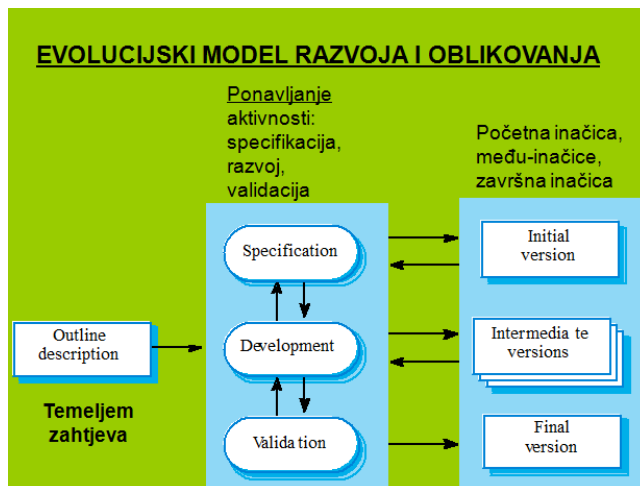 EVOLUCIJSKI MODEL RAZVOJA I OBLIKOVANJA
Ponavljanje
aktivnosti:
specifikacija,
razvoj,
validacija
Početna inačica,
među-inačice,
završna inačica
Specification
Initial
version
Outline
description
Development
Intermedia te
versions
Temeljem
zahtjeva
Valida tion
Final
version